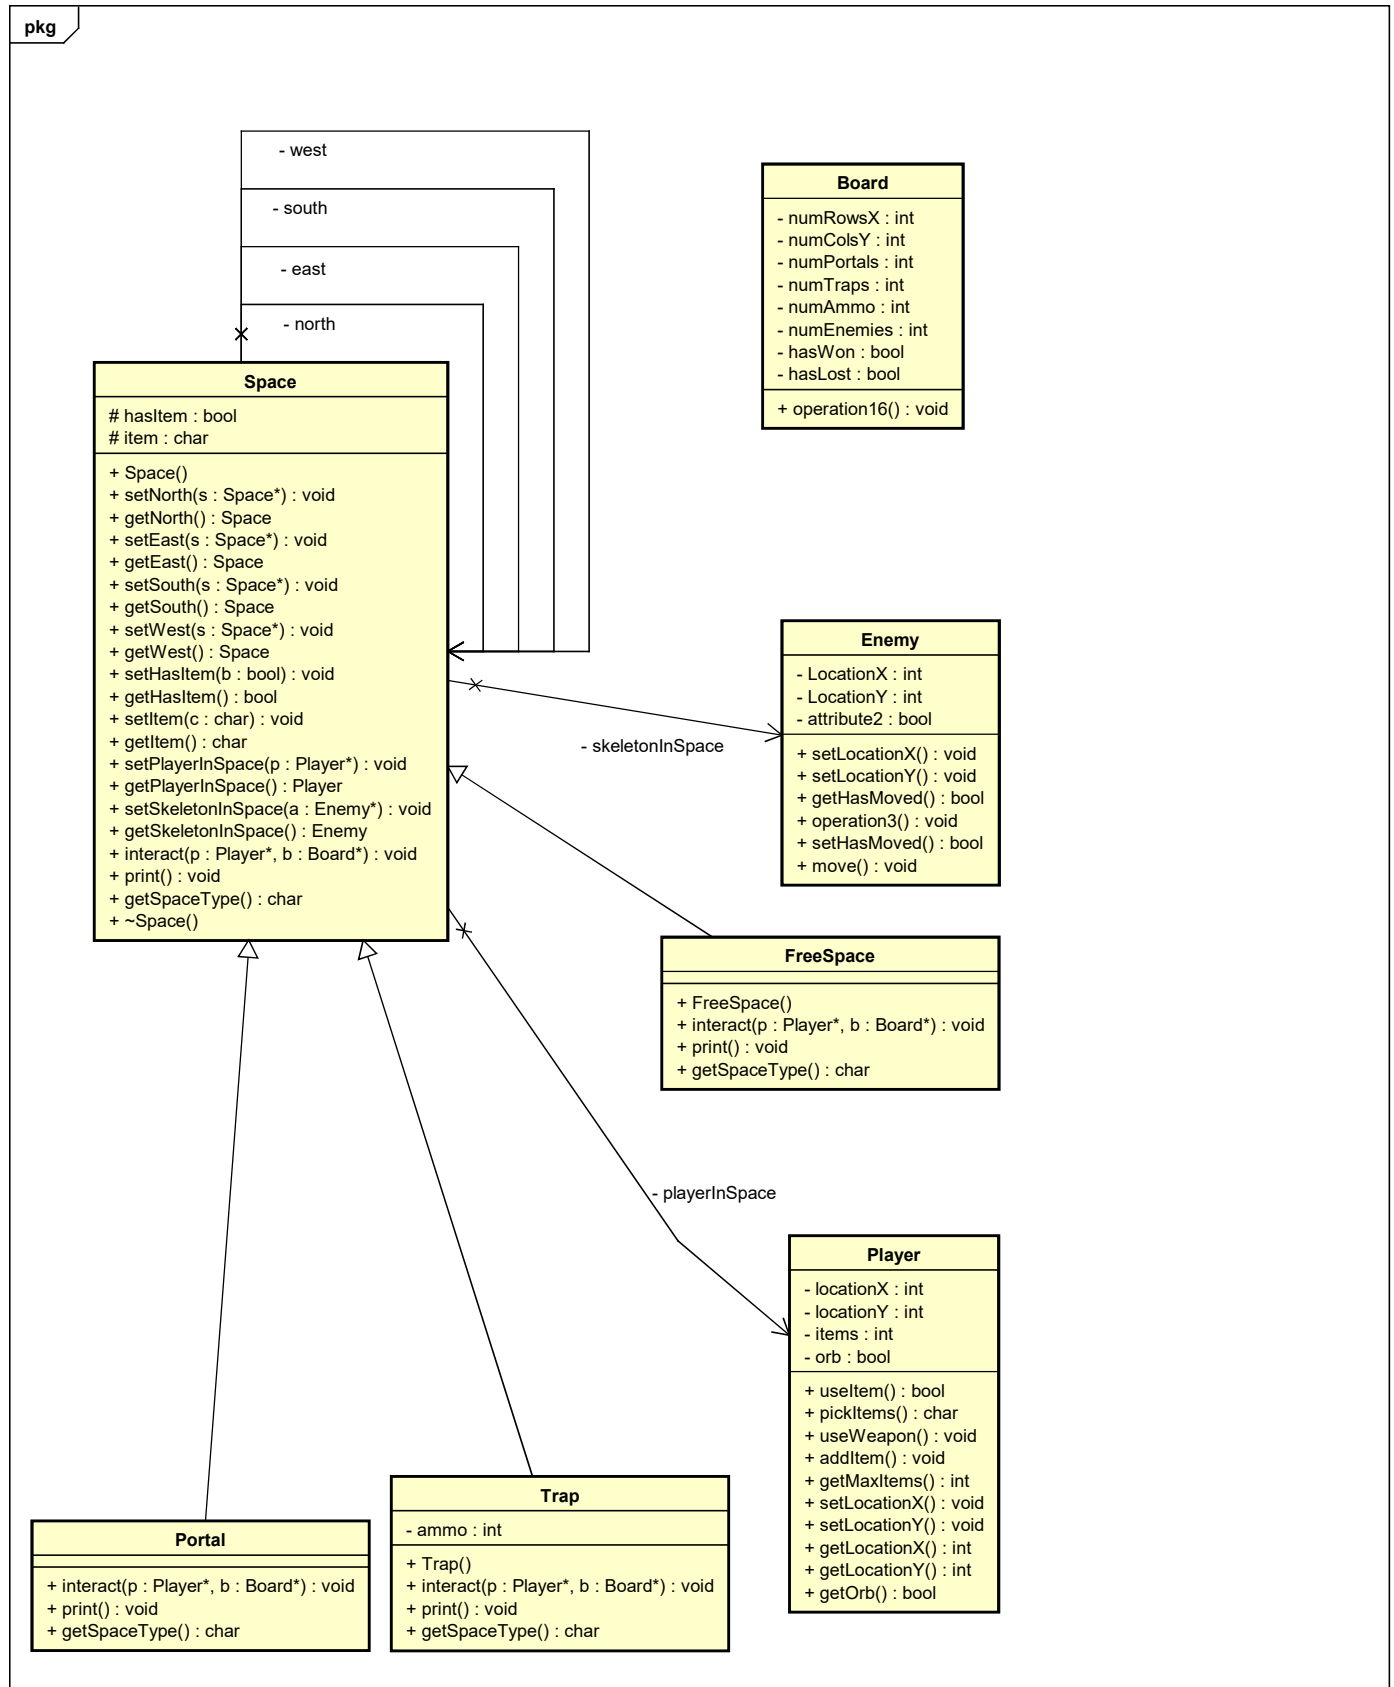 pkg
- west
- south
- east
- north
Space
# hasItem : bool
# item : char
+ Space()
+ setNorth(s : Space*) : void
+ getNorth() : Space
+ setEast(s : Space*) : void
+ getEast() : Space
+ setSouth(s : Space*) : void
+ getSouth() : Space
+ setWest(s : Space*) : void
+ getWest() : Space
+ setHasItem(b : bool) : void
+ getHasItem() : bool
+ setItem(c : char) : void
+ getItem() : char
+ setPlayerInSpace(p : Player*) : void
+ getPlayerInSpace() : Player
+ setSkeletonInSpace(a : Enemy*) : void
+ getSkeletonInSpace() : Enemy
+ interact(p : Player*, b : Board*) : void
+ print() : void
+ getSpaceType() : char
+ ~Space()
Board
- numRowsX : int
- numColsY : int
- numPortals : int
- numTraps : int
- numAmmo : int
- numEnemies : int
- hasWon : bool
- hasLost : bool
+ operation16() : void
- skeletonInSpace
Enemy
- LocationX : int
- LocationY : int
- attribute2 : bool
+ setLocationX() : void
+ setLocationY() : void
+ getHasMoved() : bool
+ operation3() : void
+ setHasMoved() : bool
+ move() : void
FreeSpace
+ FreeSpace()
+ interact(p : Player*, b : Board*) : void
+ print() : void
+ getSpaceType() : char
- playerInSpace
Player
- locationX : int
- locationY : int
- items : int
- orb : bool
+ useItem() : bool
+ pickItems() : char
+ useWeapon() : void
+ addItem() : void
+ getMaxItems() : int
+ setLocationX() : void
+ setLocationY() : void
+ getLocationX() : int
+ getLocationY() : int
+ getOrb() : bool
Portal
+ interact(p : Player*, b : Board*) : void
+ print() : void
+ getSpaceType() : char
Trap
- ammo : int
+ Trap()
+ interact(p : Player*, b : Board*) : void
+ print() : void
+ getSpaceType() : char